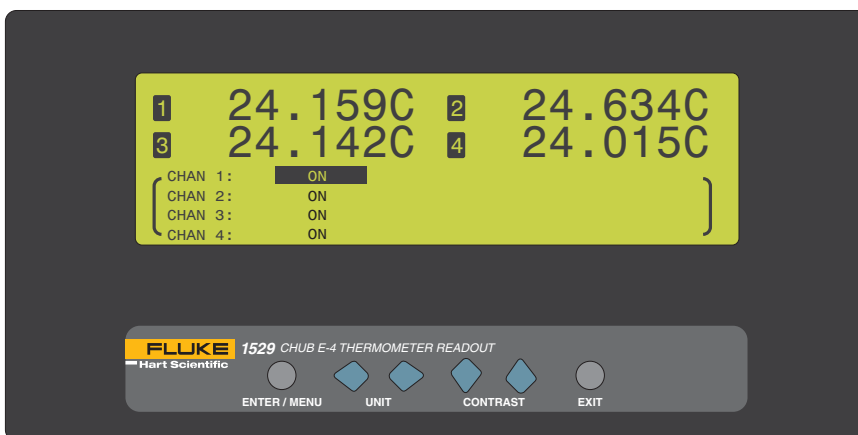 1 24.159C 2 24.634C
3 24.142C 4 24.015C
CHAN 1: ON
CHAN 2: ON
CHAN 3: ON
CHAN 4: ON
FLUKE 1529 CHUB E-4 THERMOMETER READOUT
Hart Scientific
ENTER / MENU UNIT CONTRAST EXIT